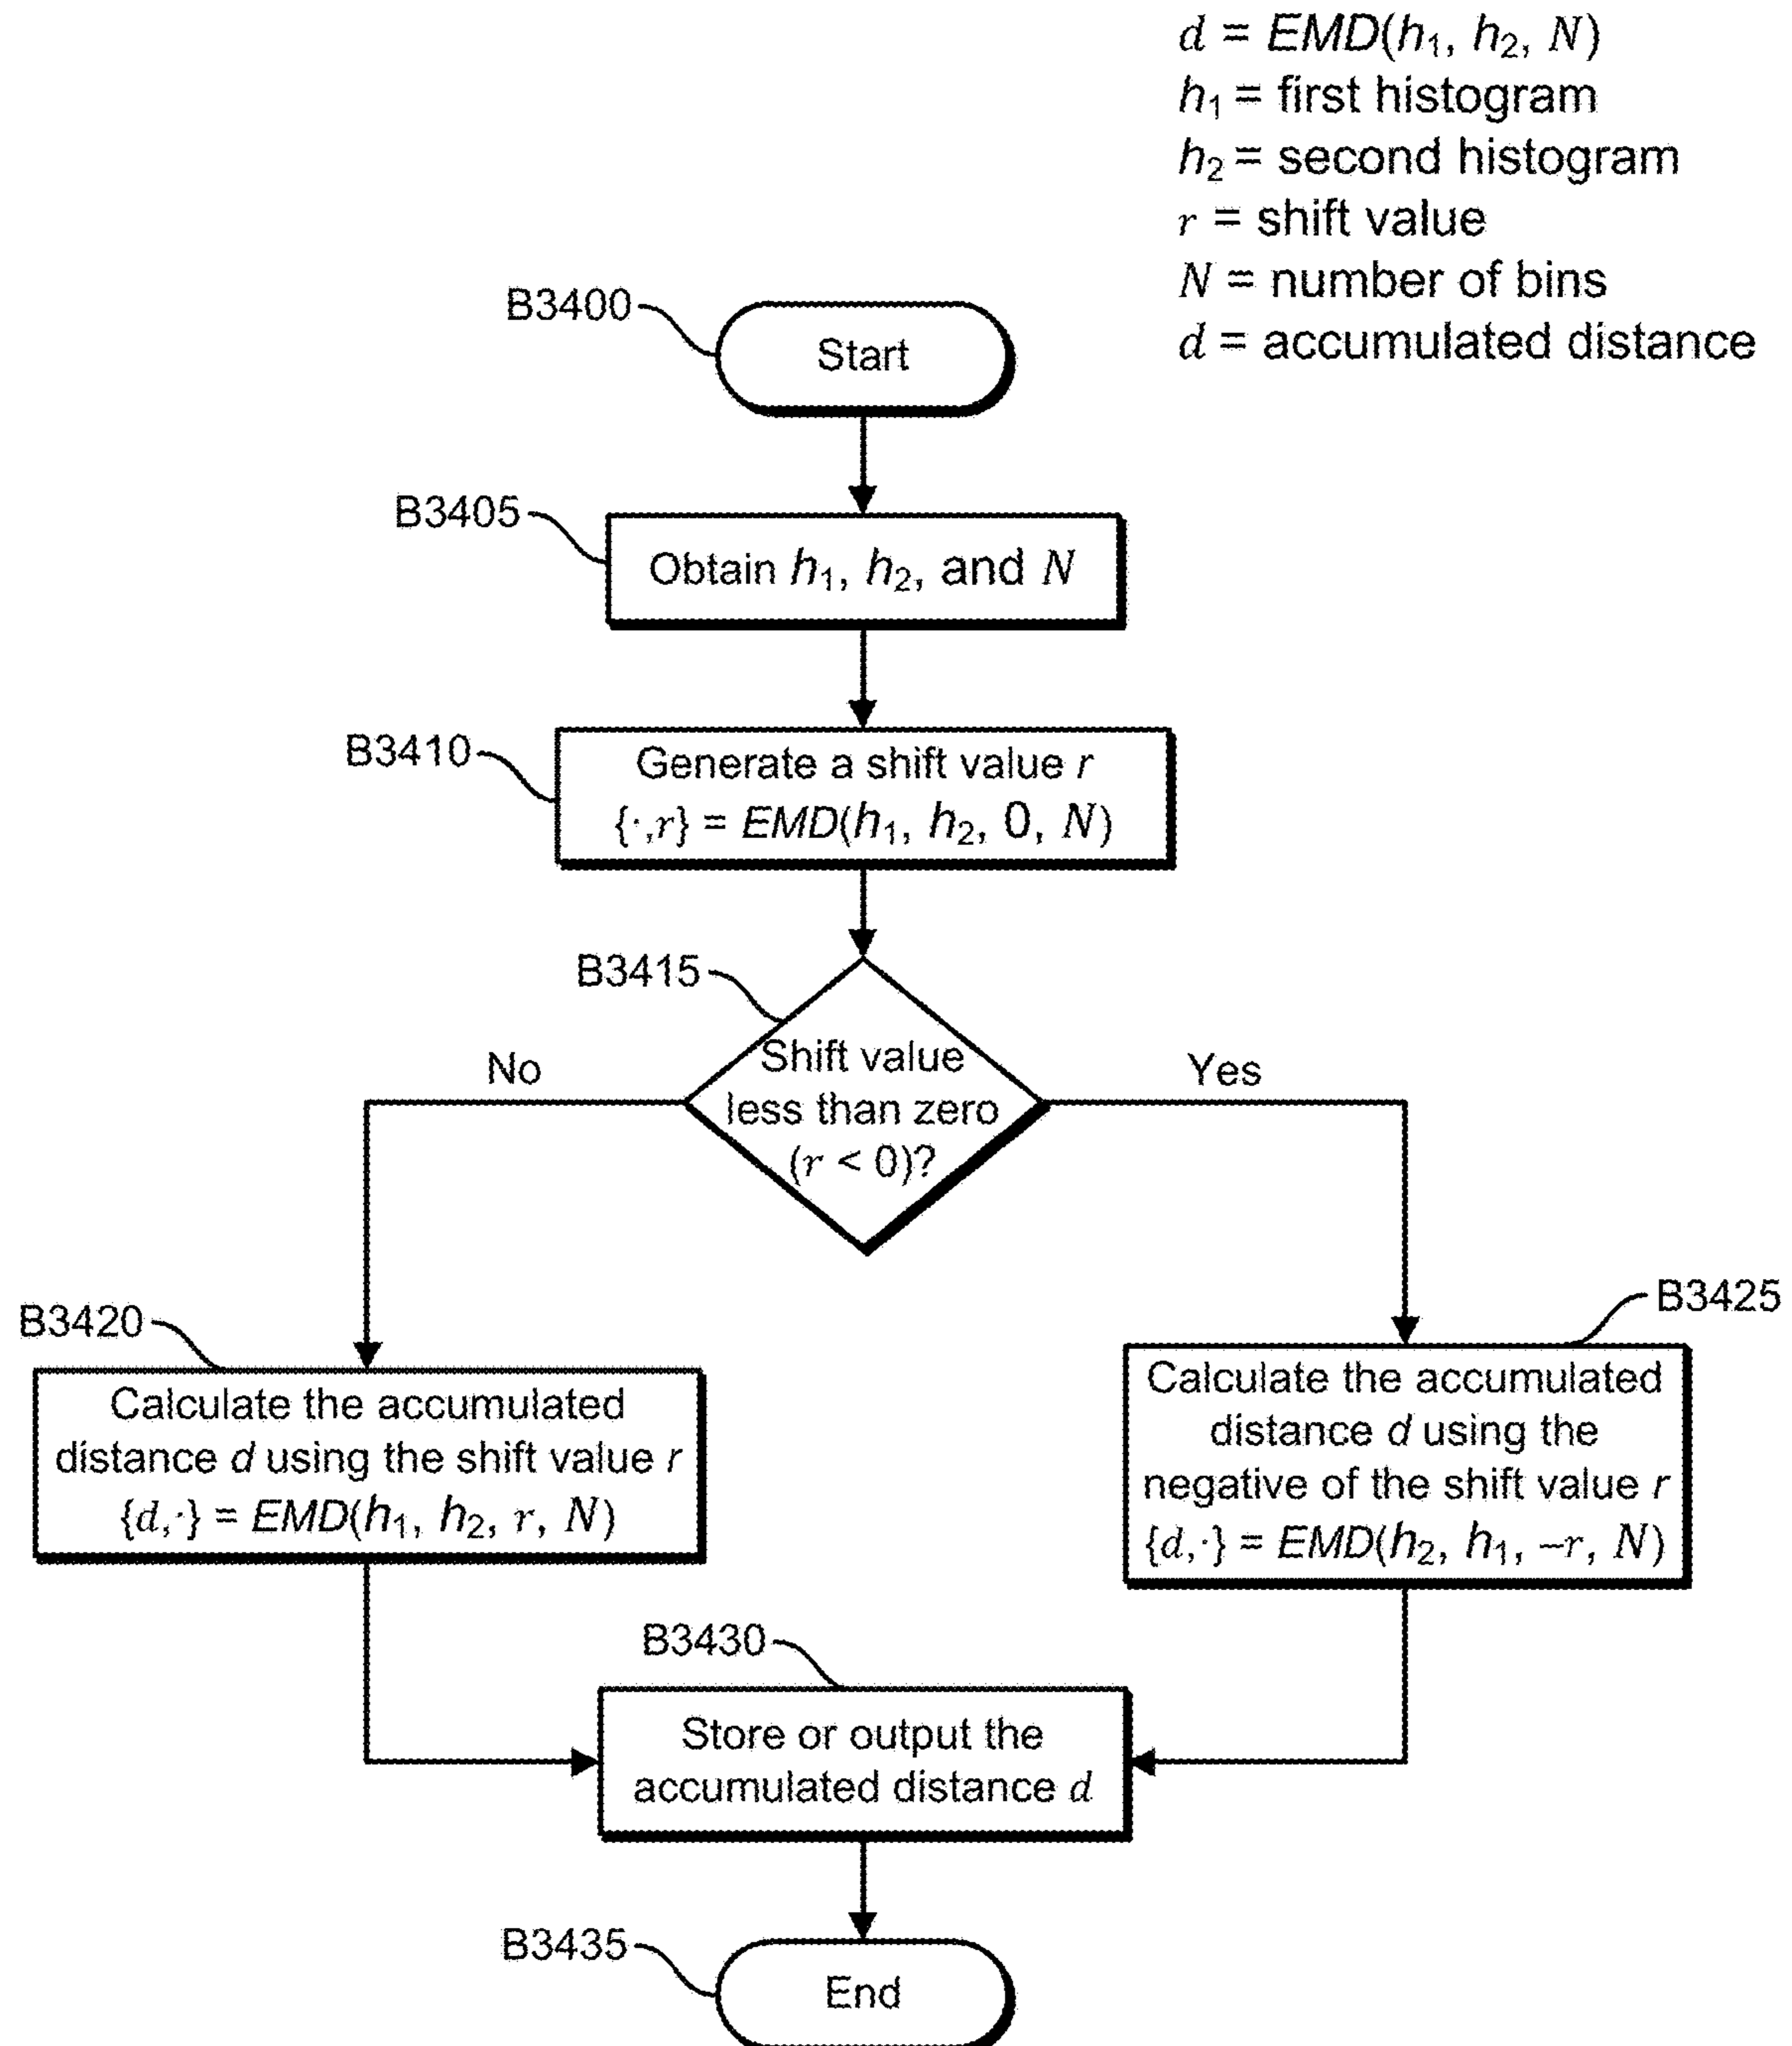 d = EMD(h₁, h₂, N)
h₁ = first histogram
h₂ = second histogram
r = shift value
N = number of bins
d = accumulated distance
B3400
Start
B3405
Obtain h₁, h₂, and N
B3410
Generate a shift value r
{·,r} = EMD(h₁, h₂, 0, N)
B3415
Shift value
less than zero
(r < 0)?
No
Yes
B3420
Calculate the accumulated
distance d using the shift value r
{d,·} = EMD(h₁, h₂, r, N)
B3425
Calculate the accumulated
distance d using the
negative of the shift value r
{d,·} = EMD(h₂, h₁, –r, N)
B3430
Store or output the
accumulated distance d
B3435
End